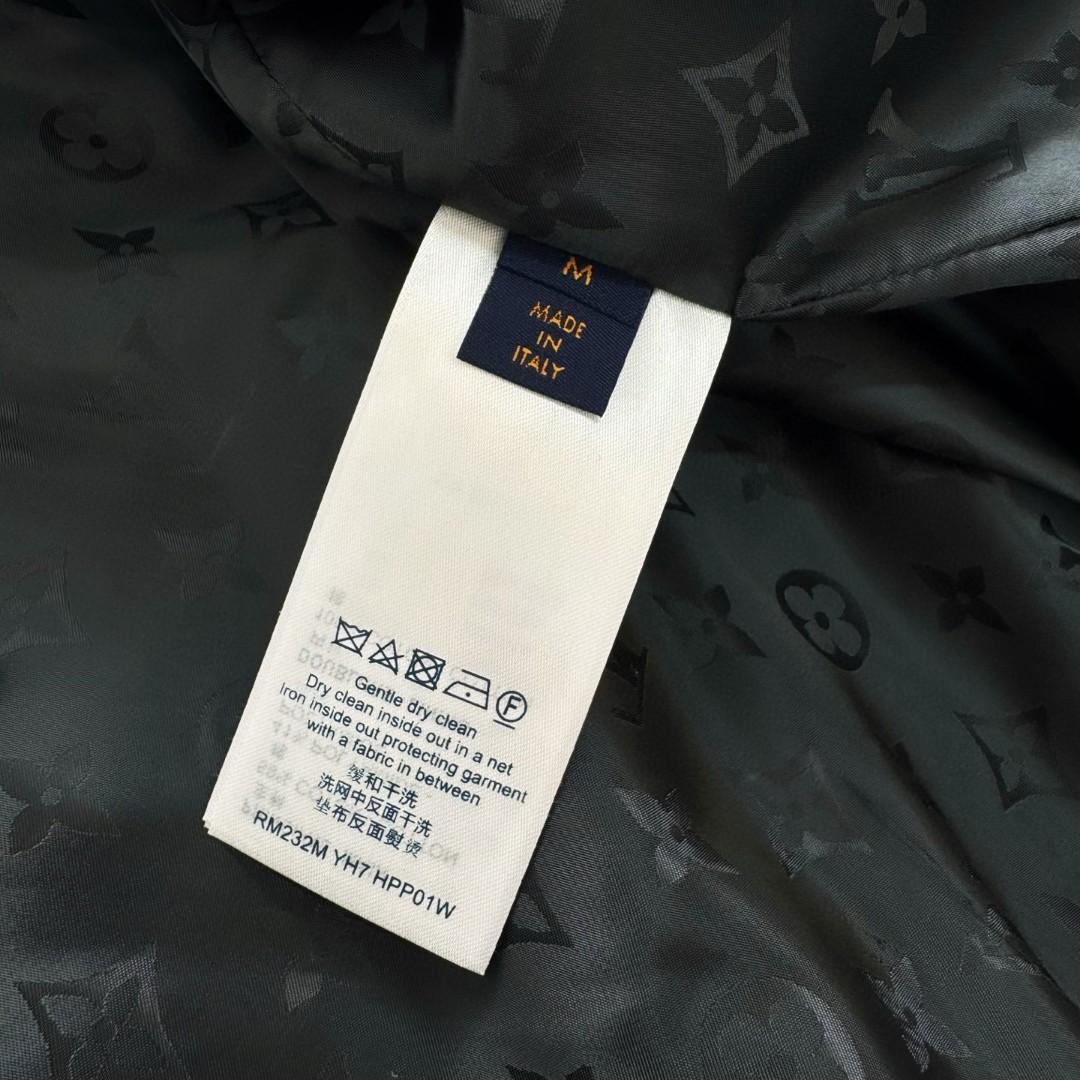 M
MADE
IN
ITALY
F
Gentle dry clean
Dry clean inside out in a net
Iron inside out protecting garment
with a fabric in between
缓和干洗
洗网中反面干洗
垫布反面熨烫
RM232M YH7 HPP01W